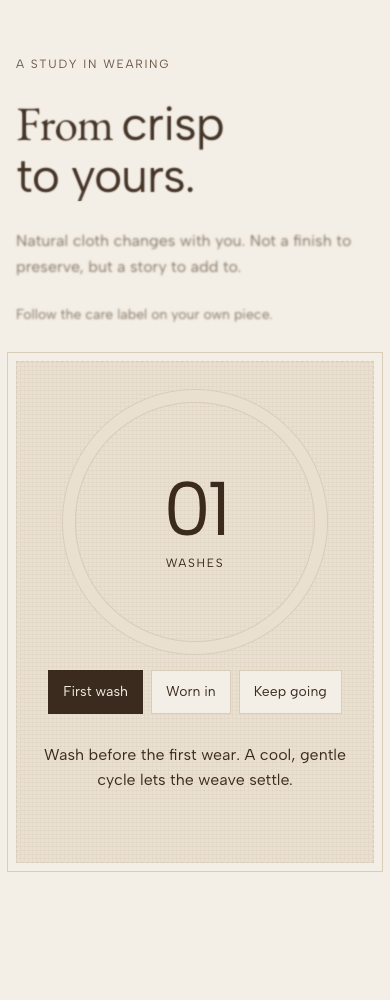 A STUDY IN WEARING
From crisp
to yours.
Natural cloth changes with you. Not a finish to
preserve, but a story to add to.
Follow the care label on your own piece.
01
WASHES
First wash
Worn in
Keep going
Wash before the first wear. A cool, gentle
cycle lets the weave settle.